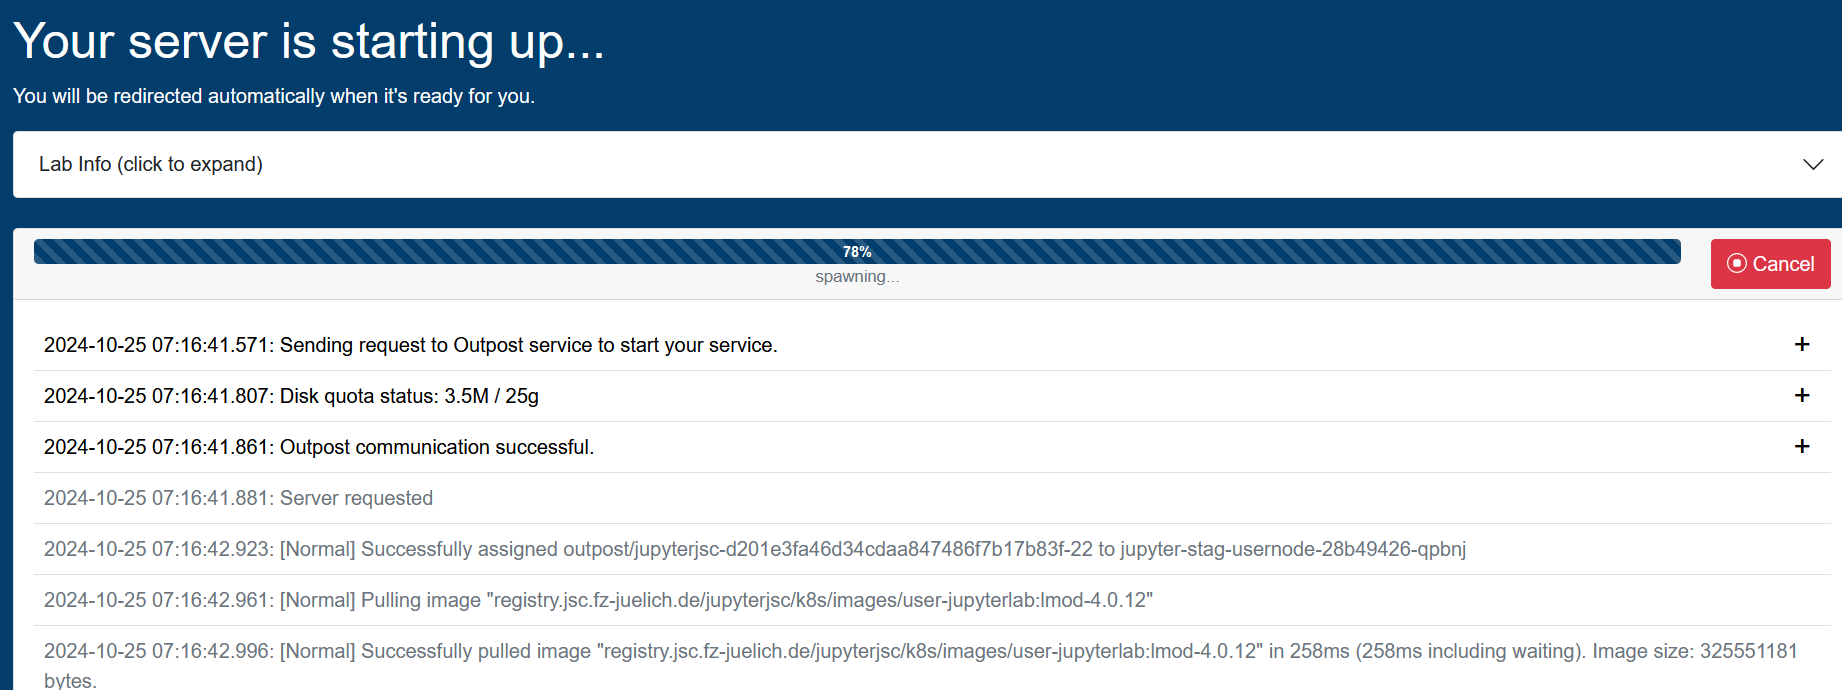 Your server is starting up...
You will be redirected automatically when it's ready for you.
Lab Info (click to expand)
78%
spawning...
Cancel
2024-10-25 07:16:41.571: Sending request to Outpost service to start your service.
2024-10-25 07:16:41.807: Disk quota status: 3.5M / 25g
2024-10-25 07:16:41.861: Outpost communication successful.
2024-10-25 07:16:41.881: Server requested
2024-10-25 07:16:42.923: [Normal] Successfully assigned outpost/jupyterjsc-d201e3fa46d34cdaa847486f7b17b83f-22 to jupyter-stag-usernode-28b49426-qpbnj
2024-10-25 07:16:42.961: [Normal] Pulling image "registry.jsc.fz-juelich.de/jupyterjsc/k8s/images/user-jupyterlab:lmod-4.0.12"
2024-10-25 07:16:42.996: [Normal] Successfully pulled image "registry.jsc.fz-juelich.de/jupyterjsc/k8s/images/user-jupyterlab:lmod-4.0.12" in 258ms (258ms including waiting). Image size: 325551181
bytes.